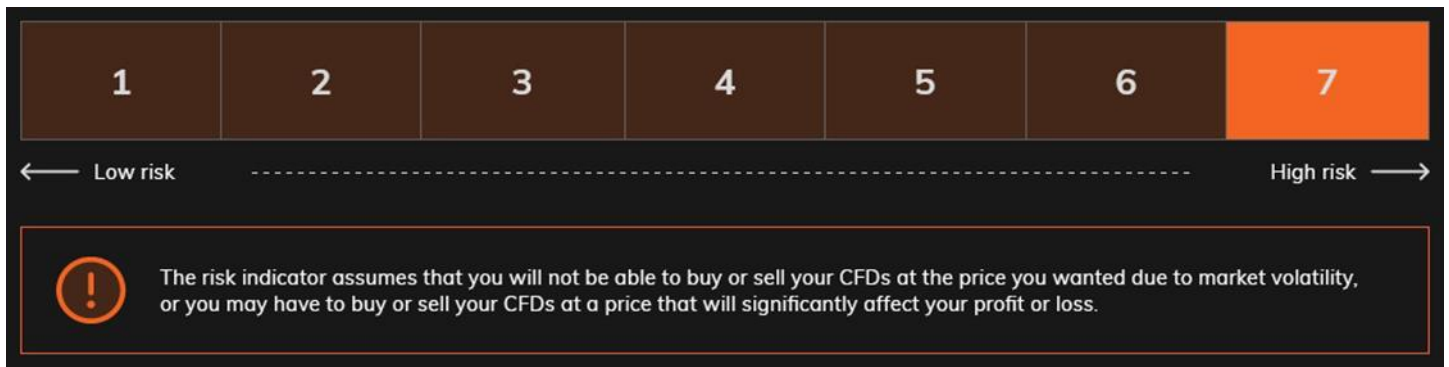 1 2 3 4 5 6 7
Low risk High risk
The risk indicator assumes that you will not be able to buy or sell your CFDs at the price you wanted due to market volatility,
or you may have to buy or sell your CFDs at a price that will significantly affect your profit or loss.